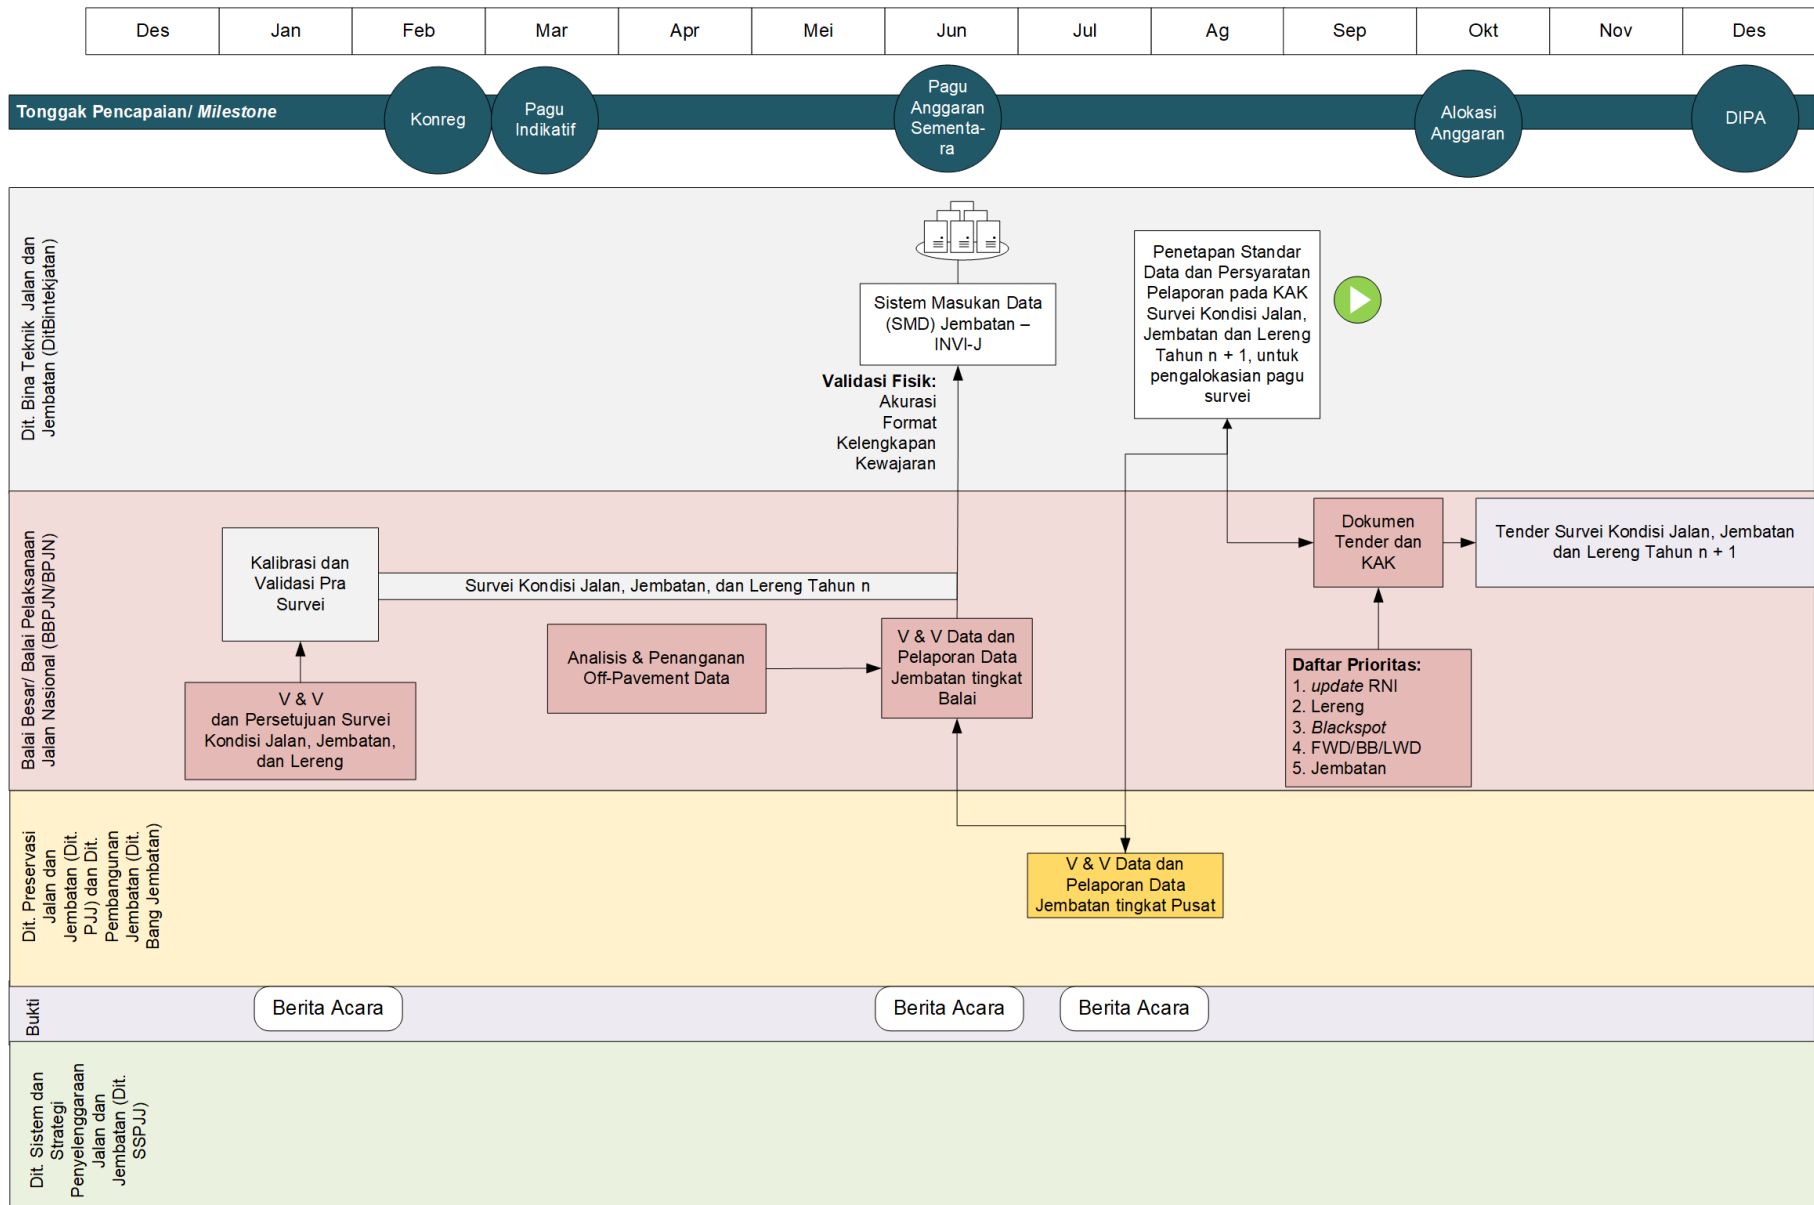 Des
Jan
Feb
Mar
Apr
Mei
Jun
Jul
Ag
Sep
Okt
Nov
Des
Tonggak Pencapaian/ Milestone
Konreg
Pagu
Indikatif
Pagu
Anggaran
Sementa-
ra
Alokasi
Anggaran
DIPA
Dit. Bina Teknik Jalan dan
Jembatan (DitBintekjatan)
Sistem Masukan Data
(SMD) Jembatan –
INVI-J
Validasi Fisik:
Akurasi
Format
Kelengkapan
Kewajaran
Penetapan Standar
Data dan Persyaratan
Pelaporan pada KAK
Survei Kondisi Jalan,
Jembatan dan Lereng
Tahun n + 1, untuk
pengalokasian pagu
survei
Balai Besar/ Balai Pelaksanaan
Jalan Nasional (BBPJN/BPJN)
Kalibrasi dan
Validasi Pra
Survei
Survei Kondisi Jalan, Jembatan, dan Lereng Tahun n
V & V
dan Persetujuan Survei
Kondisi Jalan, Jembatan,
dan Lereng
Analisis & Penanganan
Off-Pavement Data
V & V Data dan
Pelaporan Data
Jembatan tingkat
Balai
Dokumen
Tender dan
KAK
Tender Survei Kondisi Jalan, Jembatan
dan Lereng Tahun n + 1
Daftar Prioritas:
1. update RNI
2. Lereng
3. Blackspot
4. FWD/BB/LWD
5. Jembatan
Dit. Preservasi
Jalan dan
Jembatan (Dit.
PJJ) dan Dit.
Pembangunan
Jembatan (Dit.
Bang Jembatan)
V & V Data dan
Pelaporan Data
Jembatan tingkat Pusat
Bukti
Berita Acara
Berita Acara
Berita Acara
Dit. Sistem dan
Strategi
Penyelenggaraan
Jalan dan
Jembatan (Dit.
SSPJJ)